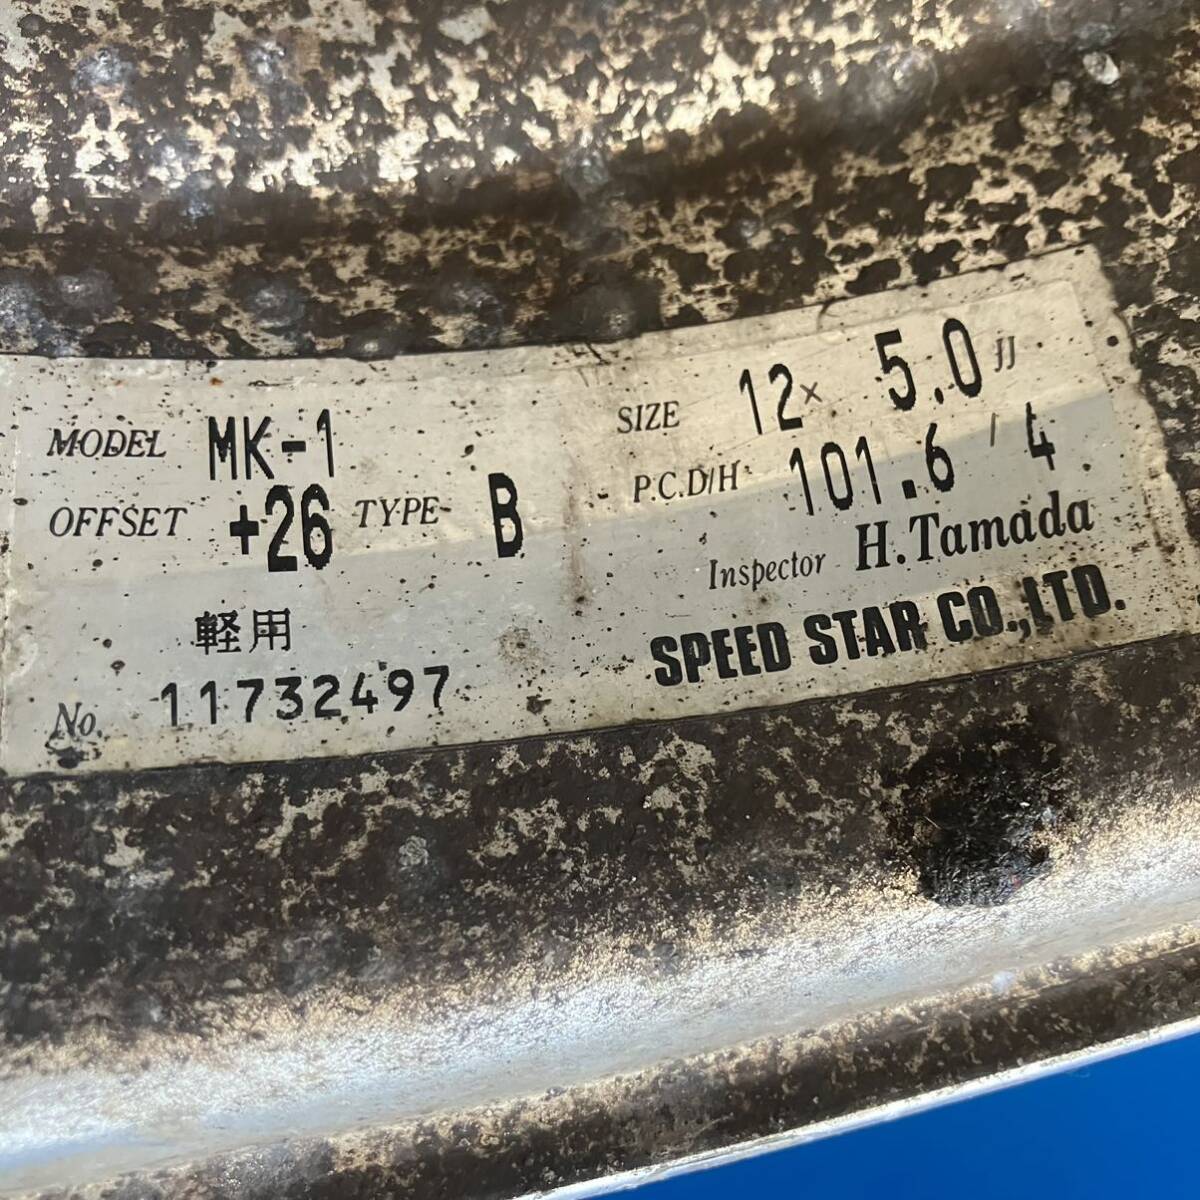 MODEL MK-1
OFFSET +26 TYPE B
軽用
No. 11732497
SIZE 12× 5.0 JJ
P.C.D/H 101.6 / 4
Inspector H.Tamada
SPEED STAR CO.,LTD.